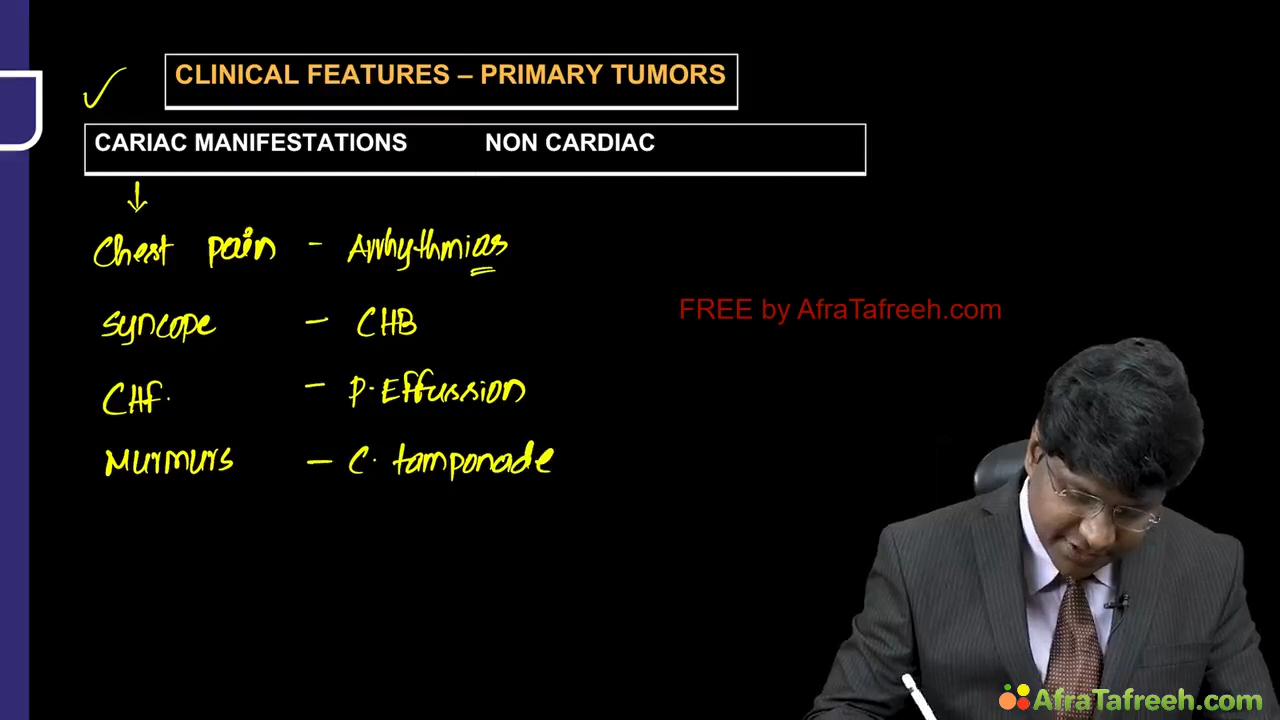 CLINICAL FEATURES – PRIMARY TUMORS
CARIAC MANIFESTATIONS NON CARDIAC
Chest pain - Arrhythmias
Syncope - CHB
FREE by AfraTafreeh.com
CHf. - P. Effussion
Murmurs - C. tamponade
AfraTafreeh.com